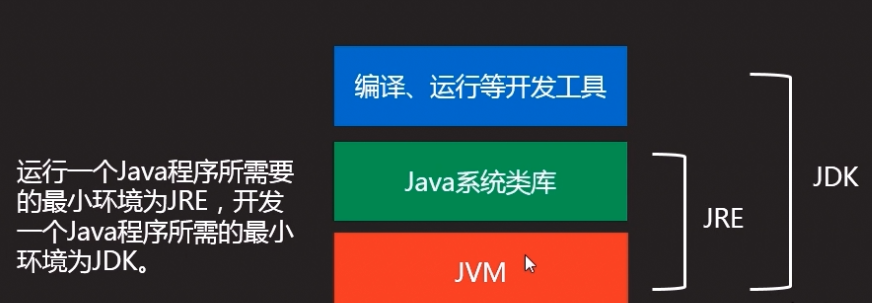 编译、运行等开发工具
Java系统类库
JVM
JRE
JDK
运行一个Java程序所需要
的最小环境为JRE，开发
一个Java程序所需的最小
环境为JDK。